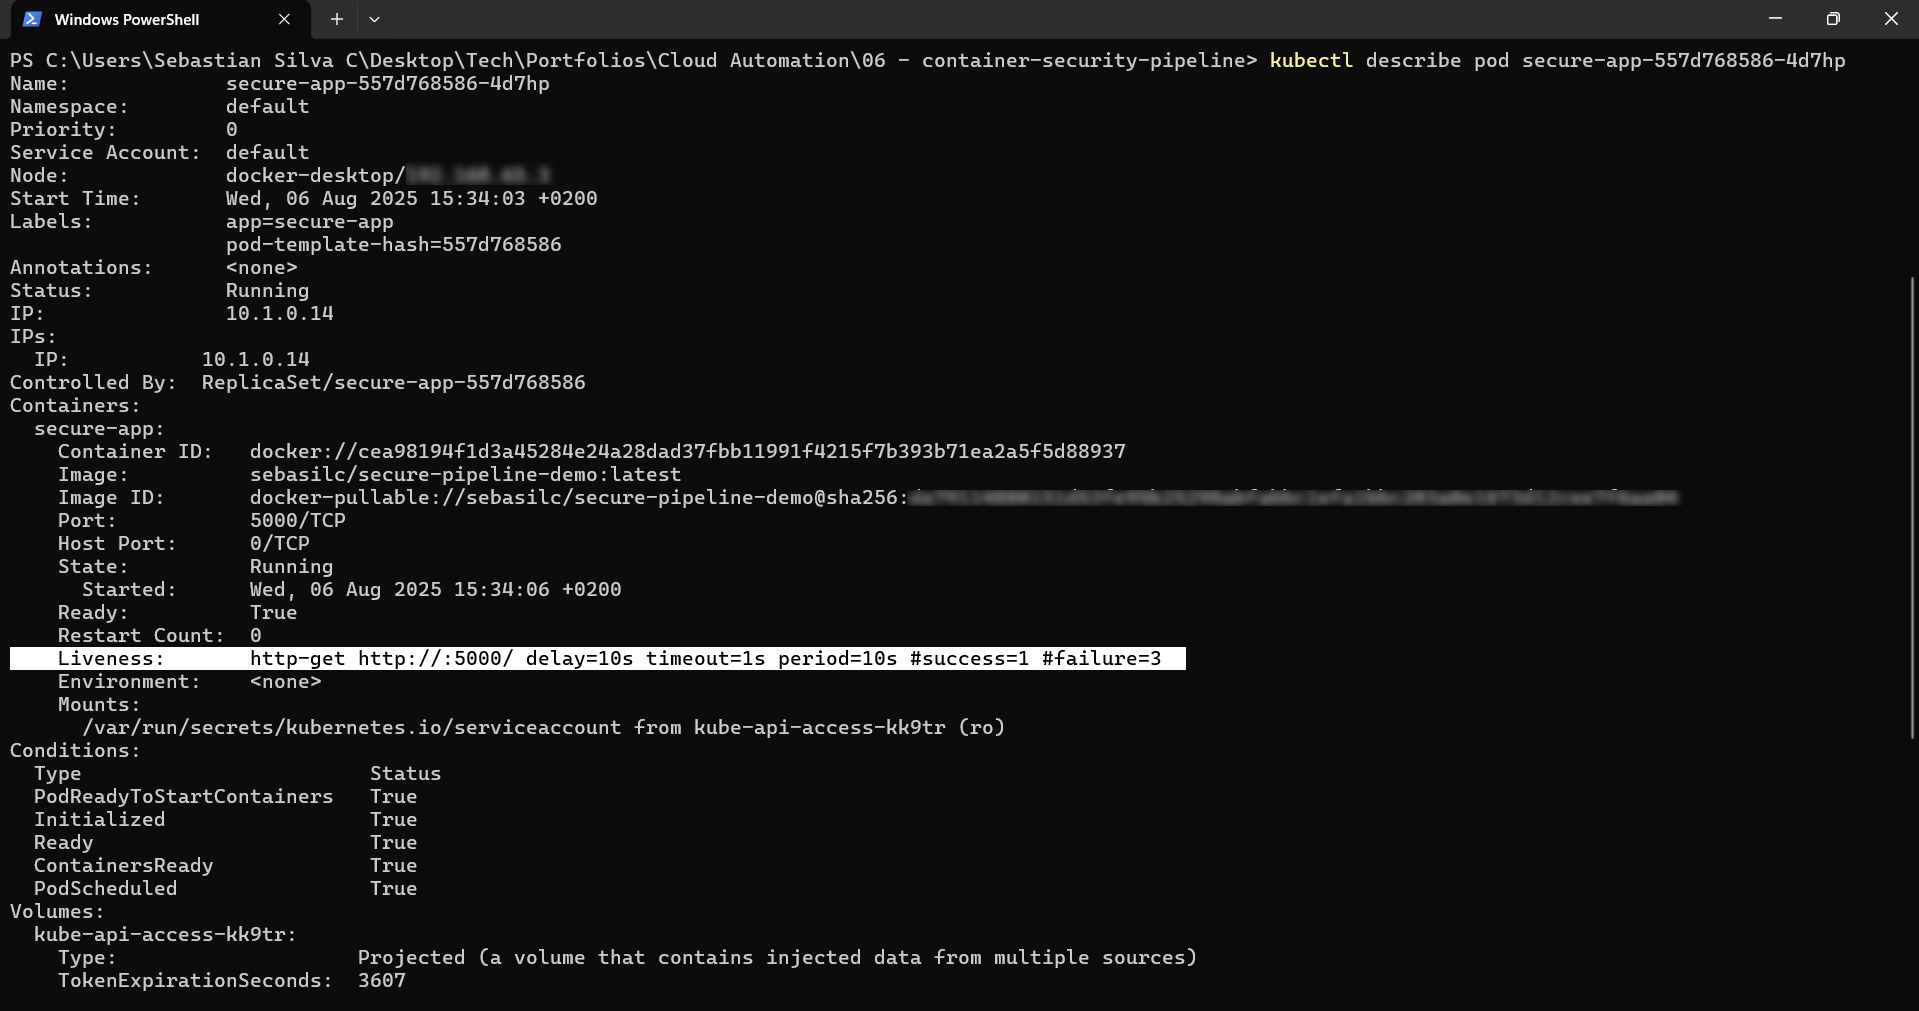 Windows PowerShell
PS C:\Users\Sebastian Silva C\Desktop\Tech\Portfolios\Cloud Automation\06 - container-security-pipeline> kubectl describe pod secure-app-557d768586-4d7hp
Name:             secure-app-557d768586-4d7hp
Namespace:        default
Priority:         0
Service Account:  default
Node:             docker-desktop/
Start Time:       Wed, 06 Aug 2025 15:34:03 +0200
Labels:           app=secure-app
                  pod-template-hash=557d768586
Annotations:      <none>
Status:           Running
IP:               10.1.0.14
IPs:
  IP:           10.1.0.14
Controlled By:  ReplicaSet/secure-app-557d768586
Containers:
  secure-app:
    Container ID:   docker://cea98194f1d3a45284e24a28dad37fbb11991f4215f7b393b71ea2a5f5d88937
    Image:          sebasilc/secure-pipeline-demo:latest
    Image ID:       docker-pullable://sebasilc/secure-pipeline-demo@sha256:
    Port:           5000/TCP
    Host Port:      0/TCP
    State:          Running
      Started:      Wed, 06 Aug 2025 15:34:06 +0200
    Ready:          True
    Restart Count:  0
    Liveness:       http-get http://:5000/ delay=10s timeout=1s period=10s #success=1 #failure=3
    Environment:    <none>
    Mounts:
      /var/run/secrets/kubernetes.io/serviceaccount from kube-api-access-kk9tr (ro)
Conditions:
  Type                        Status
  PodReadyToStartContainers   True
  Initialized                 True
  Ready                       True
  ContainersReady             True
  PodScheduled                True
Volumes:
  kube-api-access-kk9tr:
    Type:                    Projected (a volume that contains injected data from multiple sources)
    TokenExpirationSeconds:  3607